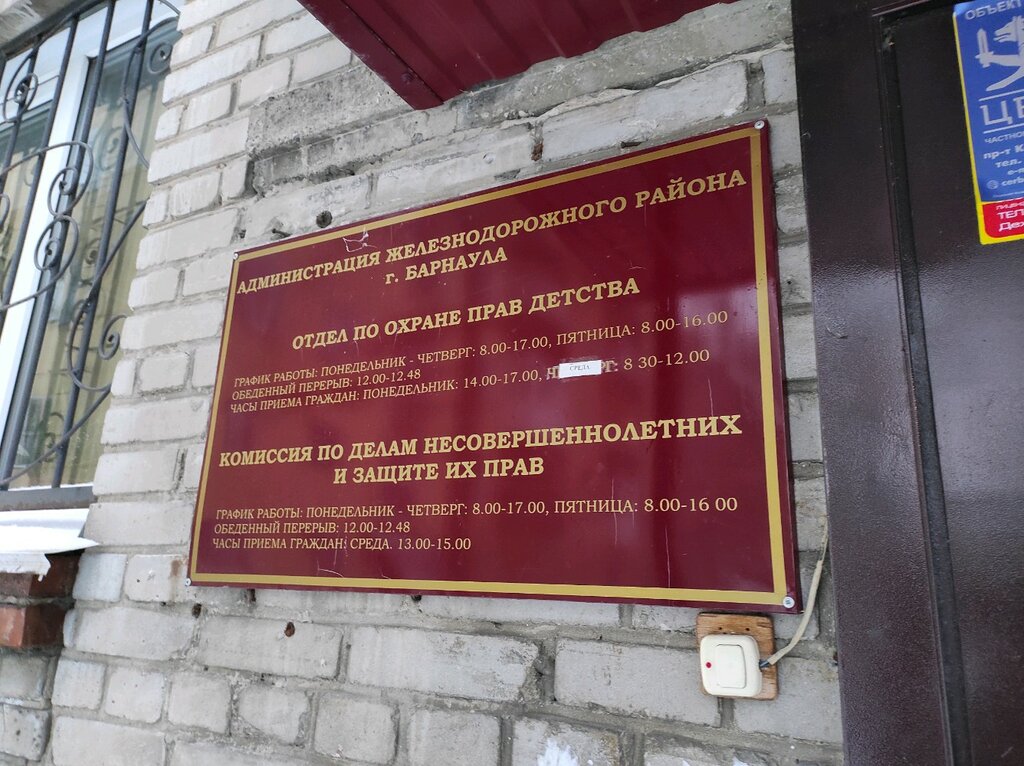 АДМИНИСТРАЦИЯ ЖЕЛЕЗНОДОРОЖНОГО РАЙОНА
г. БАРНАУЛА
ОТДЕЛ ПО ОХРАНЕ ПРАВ ДЕТСТВА
ГРАФИК РАБОТЫ: ПОНЕДЕЛЬНИК - ЧЕТВЕРГ: 8.00-17.00, ПЯТНИЦА: 8.00-16.00
ОБЕДЕННЫЙ ПЕРЕРЫВ: 12.00-12.48
ЧАСЫ ПРИЕМА ГРАЖДАН: ПОНЕДЕЛЬНИК: 14.00-17.00, СРЕДА : 8 30-12.00
КОМИССИЯ ПО ДЕЛАМ НЕСОВЕРШЕННОЛЕТНИХ
И ЗАЩИТЕ ИХ ПРАВ
ГРАФИК РАБОТЫ: ПОНЕДЕЛЬНИК - ЧЕТВЕРГ: 8.00-17.00, ПЯТНИЦА: 8.00-16 00
ОБЕДЕННЫЙ ПЕРЕРЫВ: 12.00-12.48
ЧАСЫ ПРИЕМА ГРАЖДАН: СРЕДА. 13.00-15.00
ОБЪЕКТ
пр-т
тел.